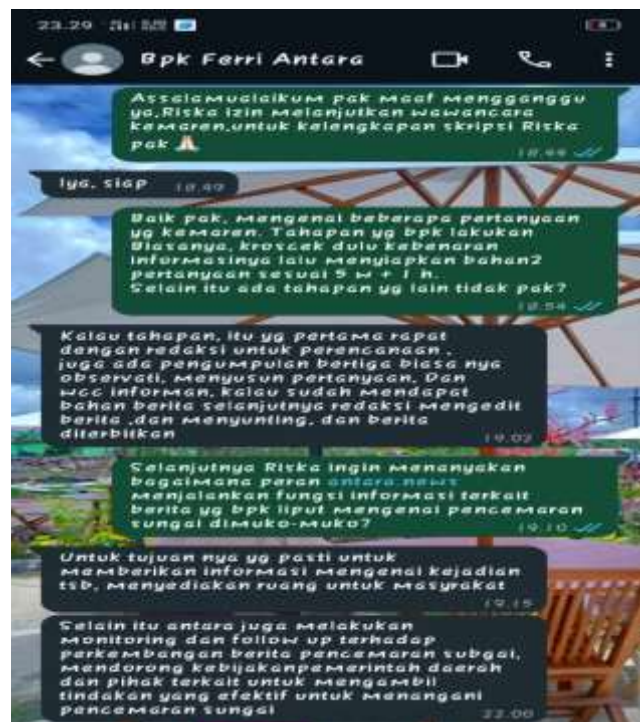 23.29
Bpk Ferri Antara
Assalamualaikum pak maaf mengganggu
ya,Riska izin melanjutkan wawancara
kemaren,untuk kelengkapan skripsi Riska
pak 🙏🏻
18.44
Iya, siap 18.49
Baik pak, mengenai beberapa pertanyaan
yg kemaren. Tahapan yg bpk lakukan
Biasanya, kroscek dulu kebenaran
informasinya lalu menyiapkan bahan2
pertanyaan sesuai 5 w + 1 h.
Selain itu ada tahapan yg lain tidak pak?
18.54
Kalau tahapan, itu yg pertama rapat
dengan redaksi untuk perencanaan ,
juga ada pengumpulan bertiga biasa nya
observati, menyusun pertanyaan, Dan
wcc informan, kalau sudah mendapat
bahan berita selanjutnya redaksi mengedit
berita ,dan menyunting, dan berita
diterbitkan
19.02
Selanjutnya Riska ingin menanyakan
bagaimana peran antara news
menjalankan fungsi informasi terkait
berita yg bpk liput mengenai pencemaran
sungai dimuko-muko?
19.10
Untuk tujuan nya yg pasti untuk
memberikan informasi mengenai kejadian
tsb, menyediakan ruang untuk masyrakat
19.15
Selain itu antara juga melakukan
monitoring dan follow up terhadap
perkembangan berita pencemaran subgai,
mendorong kebijakanpemerintah daerah
dan pihak terkait untuk mengambil
tindakan yang efektif untuk menangani
pencemaran sungai
22.00